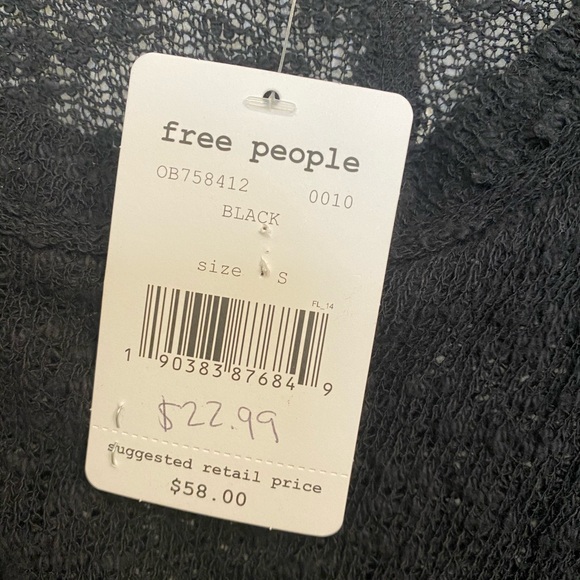 free people
OB758412 0010
BLACK
size S
FL_14
1 90383 87684 9
$22.99
suggested retail price
$58.00